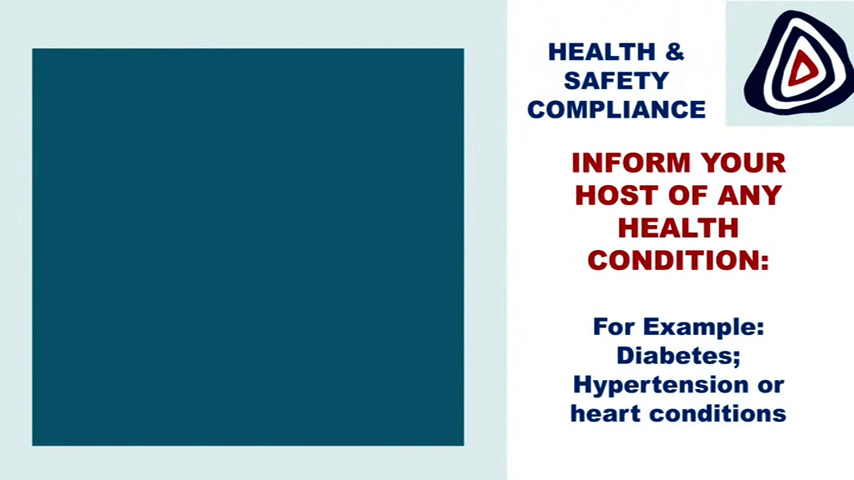 HEALTH &
SAFETY
COMPLIANCE
INFORM YOUR
HOST OF ANY
HEALTH
CONDITION:
For Example:
Diabetes;
Hypertension or
heart conditions